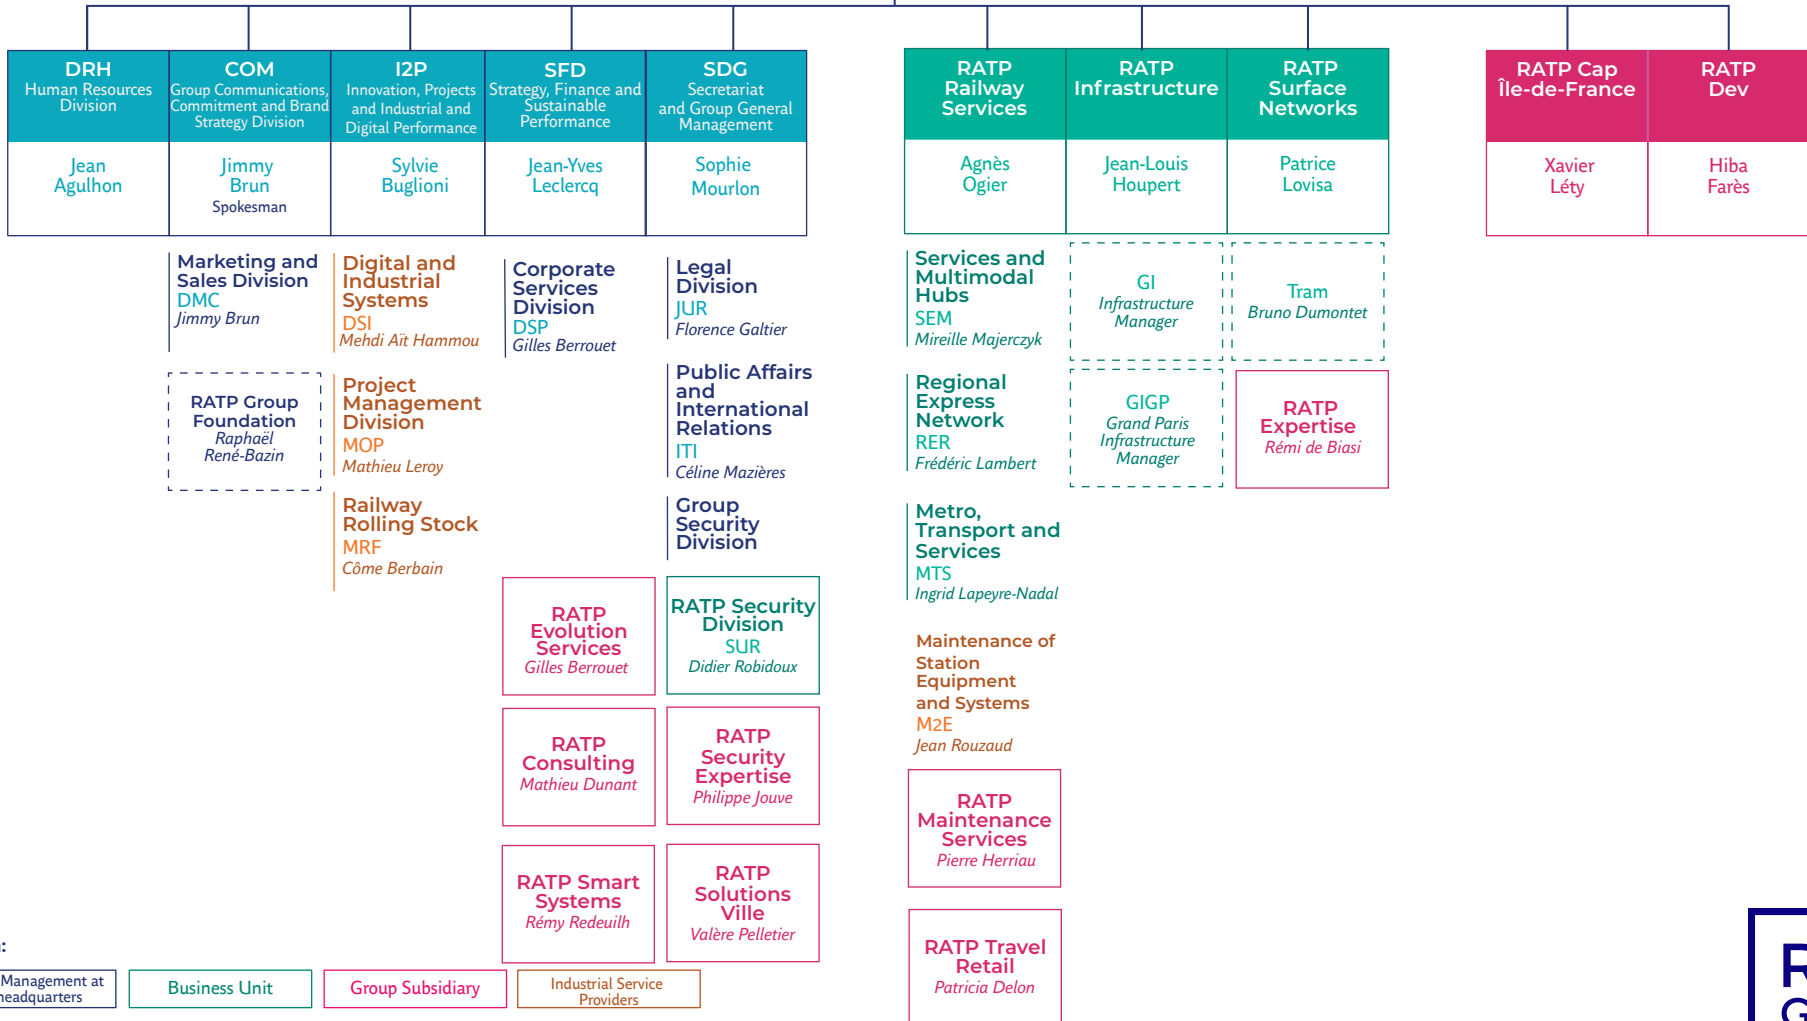 DRH
Human Resources
Division
Jean
Agulhon
COM
Group Communications,
Commitment and Brand
Strategy Division
Jimmy
Brun
Spokesman
I2P
Innovation, Projects
and Industrial and
Digital Performance
Sylvie
Buglioni
SFD
Strategy, Finance and
Sustainable
Performance
Jean-Yves
Leclercq
SDG
Secretariat
and Group General
Management
Sophie
Mourlon
RATP
Railway
Services
Agnès
Ogier
RATP
Infrastructure
Jean-Louis
Houpert
RATP
Surface
Networks
Patrice
Lovisa
RATP Cap
Île-de-France
Xavier
Léty
RATP
Dev
Hiba
Farès
Marketing and
Sales Division
DMC
Jimmy Brun
RATP Group
Foundation
Raphaël
René-Bazin
Digital and
Industrial
Systems
DSI
Mehdi Aït Hammou
Project
Management
Division
MOP
Mathieu Leroy
Railway
Rolling Stock
MRF
Côme Berbain
Corporate
Services
Division
DSP
Gilles Berrouet
RATP
Evolution
Services
Gilles Berrouet
RATP
Consulting
Mathieu Dunant
RATP Smart
Systems
Rémy Redeuilh
Legal
Division
JUR
Florence Galtier
Public Affairs
and
International
Relations
ITI
Céline Mazières
Group
Security
Division
RATP Security
Division
SUR
Didier Robidoux
RATP
Security
Expertise
Philippe Jouve
RATP
Solutions
Ville
Valère Pelletier
Services and
Multimodal
Hubs
SEM
Mireille Majerczyk
Regional
Express
Network
RER
Frédéric Lambert
Metro,
Transport and
Services
MTS
Ingrid Lapeyre-Nadal
Maintenance of
Station
Equipment
and Systems
M2E
Jean Rouzaud
RATP
Maintenance
Services
Pierre Herriau
RATP Travel
Retail
Patricia Delon
GI
Infrastructure
Manager
GIGP
Grand Paris
Infrastructure
Manager
Tram
Bruno Dumontet
RATP
Expertise
Rémi de Biasi
Management at
Business Unit
Group Subsidiary
Industrial Service
Providers